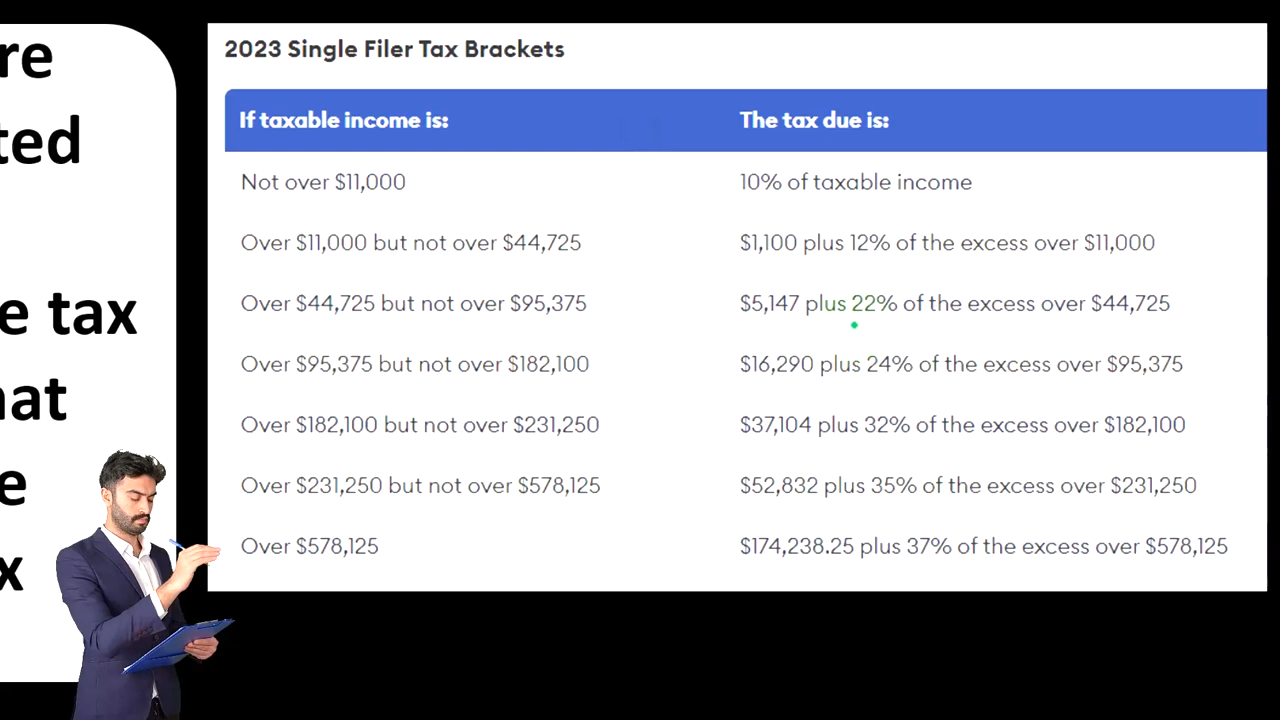 re
ted
e tax
hat
e
x
2023 Single Filer Tax Brackets
If taxable income is: The tax due is:
Not over $11,000 10% of taxable income
Over $11,000 but not over $44,725 $1,100 plus 12% of the excess over $11,000
Over $44,725 but not over $95,375 $5,147 plus 22% of the excess over $44,725
Over $95,375 but not over $182,100 $16,290 plus 24% of the excess over $95,375
Over $182,100 but not over $231,250 $37,104 plus 32% of the excess over $182,100
Over $231,250 but not over $578,125 $52,832 plus 35% of the excess over $231,250
Over $578,125 $174,238.25 plus 37% of the excess over $578,125